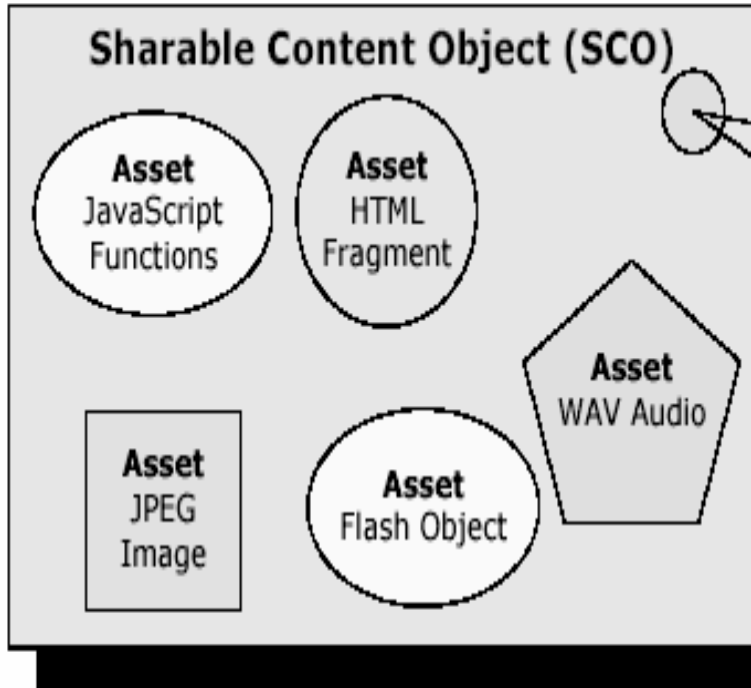 Sharable Content Object (SCO)
Asset
JavaScript
Functions
Asset
HTML
Fragment
Asset
WAV Audio
Asset
JPEG
Image
Asset
Flash Object